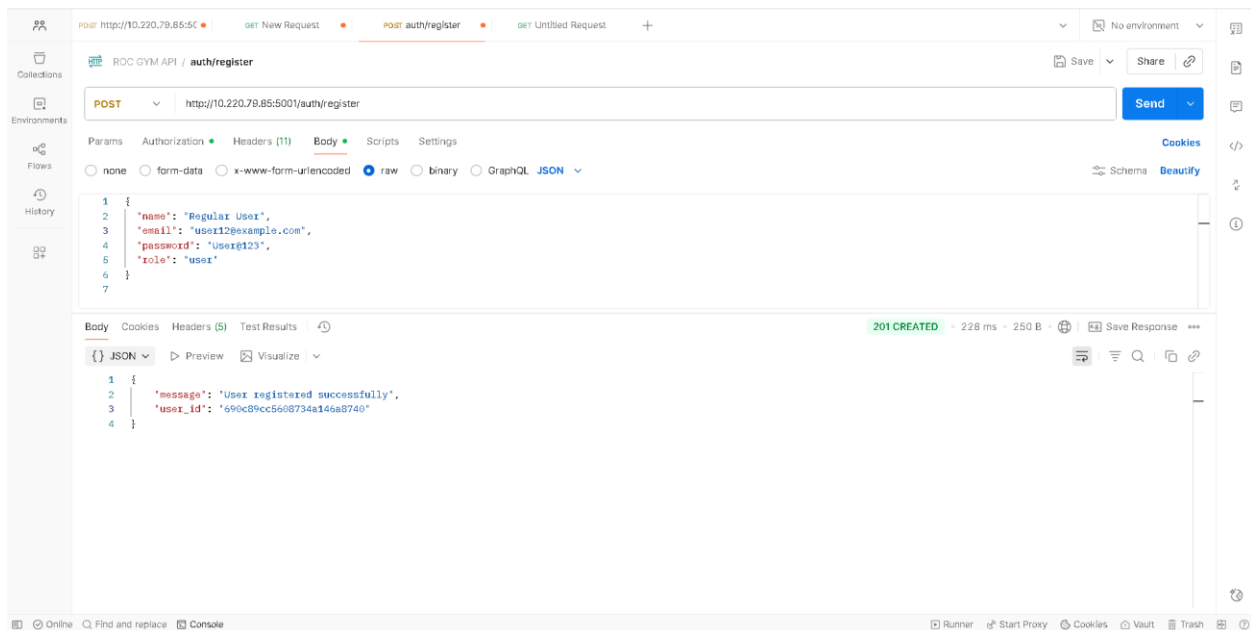 POST http://10.220.79.85:5C
GET New Request
POST auth/register
GET Untitled Request
No environment
Collections
Environments
Flows
History
HTTP ROC GYM API / auth/register
Save
Share
POST http://10.220.79.85:5001/auth/register
Send
Params Authorization Headers (11) Body Scripts Settings
Cookies
none form-data x-www-form-urlencoded raw binary GraphQL JSON
Schema Beautify
1 {
2 "name": "Regular User",
3 "email": "user12@example.com",
4 "password": "User@123",
5 "role": "user"
6 }
7
Body Cookies Headers (5) Test Results
201 CREATED • 228 ms • 250 B
Save Response
{} JSON Preview Visualize
1 {
2 "message": "User registered successfully",
3 "user_id": "690c89cc5608734a146a8740"
4 }
Online Find and replace Console
Runner Start Proxy Cookies Vault Trash